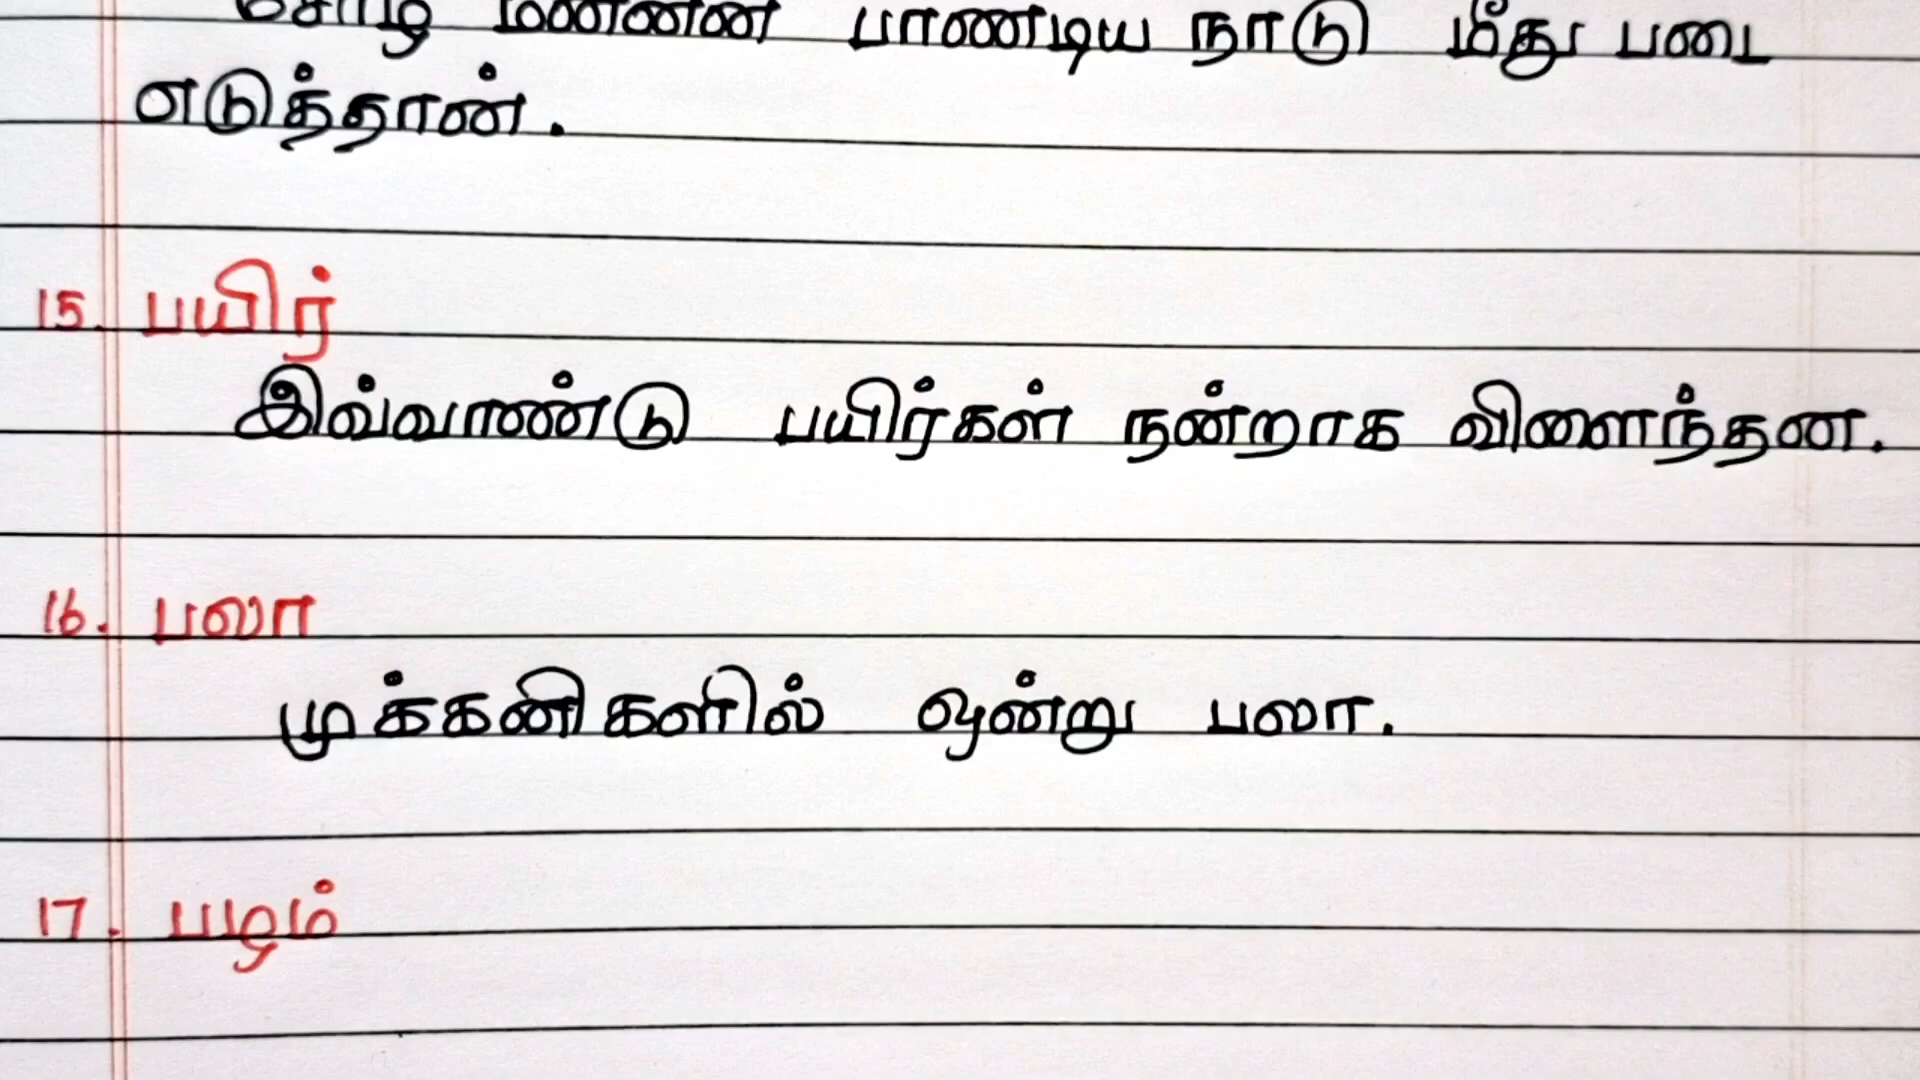 சோழ மன்னன் பாண்டிய நாடு மீது படை
எடுத்தான்.
15. பயிர்
இவ்வாண்டு பயிர்கள் நன்றாக விளைந்தன.
16. பலா
முக்கனிகளில் ஒன்று பலா.
17. பழம்